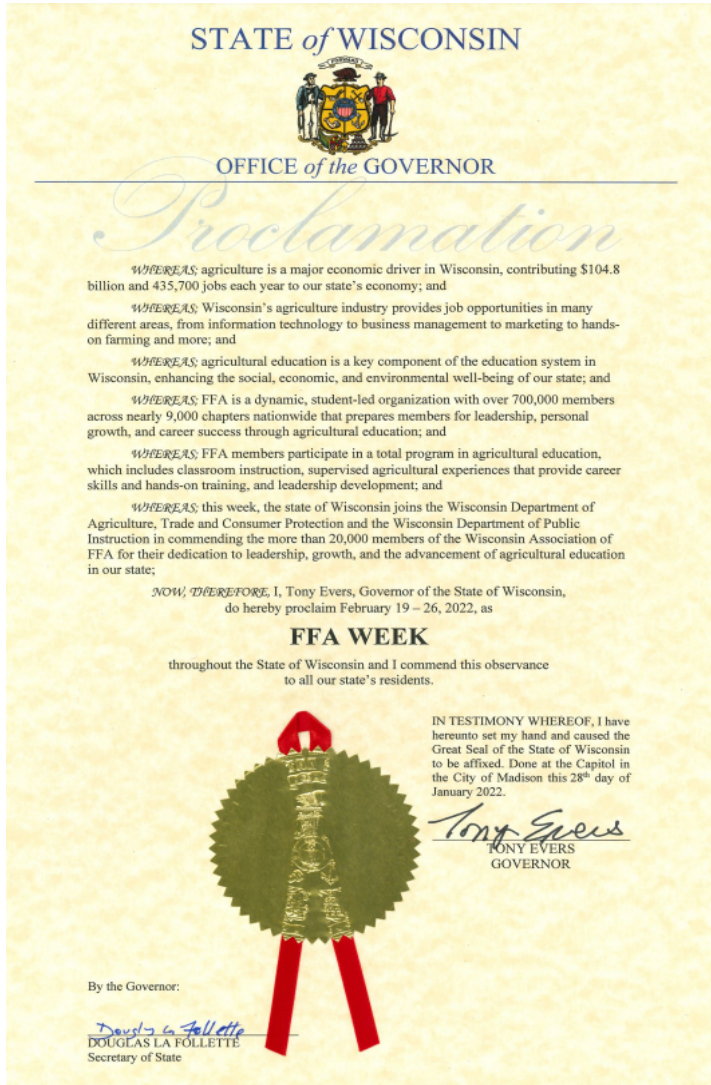 STATE of WISCONSIN
FORWARD
OFFICE of the GOVERNOR
Proclamation
WHEREAS; agriculture is a major economic driver in Wisconsin, contributing $104.8
billion and 435,700 jobs each year to our state's economy; and
WHEREAS; Wisconsin's agriculture industry provides job opportunities in many
different areas, from information technology to business management to marketing to hands-
on farming and more; and
WHEREAS; agricultural education is a key component of the education system in
Wisconsin, enhancing the social, economic, and environmental well-being of our state; and
WHEREAS; FFA is a dynamic, student-led organization with over 700,000 members
across nearly 9,000 chapters nationwide that prepares members for leadership, personal
growth, and career success through agricultural education; and
WHEREAS; FFA members participate in a total program in agricultural education,
which includes classroom instruction, supervised agricultural experiences that provide career
skills and hands-on training, and leadership development; and
WHEREAS; this week, the state of Wisconsin joins the Wisconsin Department of
Agriculture, Trade and Consumer Protection and the Wisconsin Department of Public
Instruction in commending the more than 20,000 members of the Wisconsin Association of
FFA for their dedication to leadership, growth, and the advancement of agricultural education
in our state;
NOW, THEREFORE, I, Tony Evers, Governor of the State of Wisconsin,
do hereby proclaim February 19 – 26, 2022, as
FFA WEEK
throughout the State of Wisconsin and I commend this observance
to all our state's residents.
IN TESTIMONY WHEREOF, I have
hereunto set my hand and caused the
Great Seal of the State of Wisconsin
to be affixed. Done at the Capitol in
the City of Madison this 28th day of
January 2022.
Tony Evers
TONY EVERS
GOVERNOR
By the Governor:
Douglas La Follette
DOUGLAS LA FOLLETTE
Secretary of State